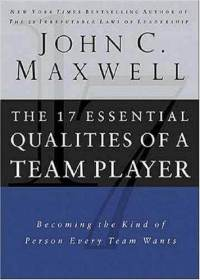 New York Times Bestselling Author of
The 21 Irrefutable Laws of Leadership
John C.
Maxwell
The 17 Essential
Qualities of a
Team Player
Becoming the Kind of
Person Every Team Wants
17